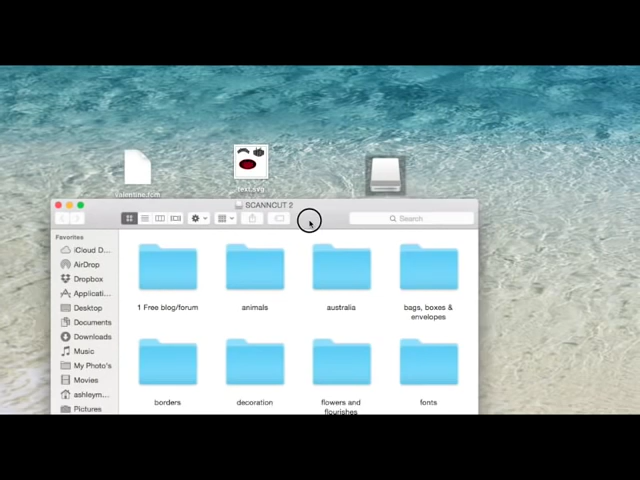 valentine.fcm
text.svg
SCANNCUT 2
Search
Favorites
iCloud D...
AirDrop
Dropbox
Applicati...
Desktop
Documents
Downloads
Music
My Photo's
Movies
ashleym...
Pictures
1 Free blog/forum
animals
australia
bags, boxes &
envelopes
borders
decoration
flowers and
flourishes
fonts